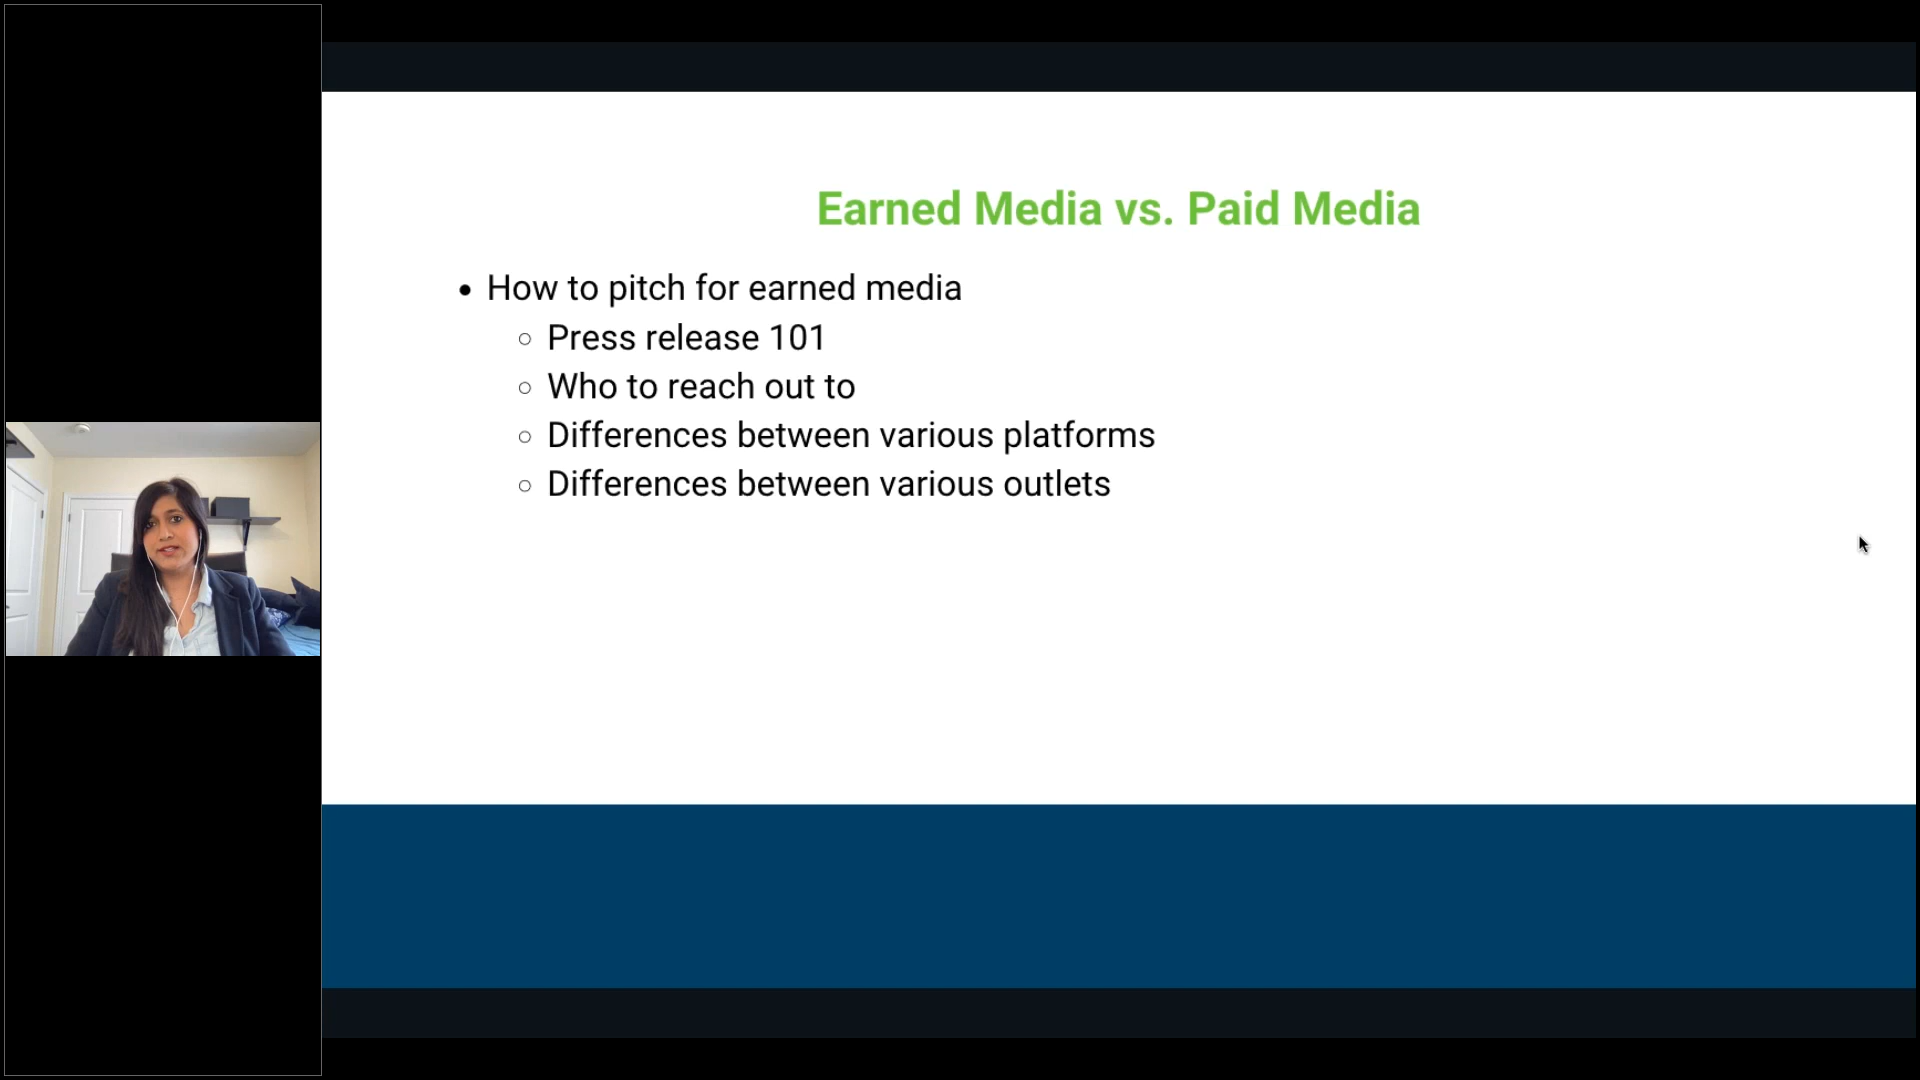 Earned Media vs. Paid Media
• How to pitch for earned media
○ Press release 101
○ Who to reach out to
○ Differences between various platforms
○ Differences between various outlets